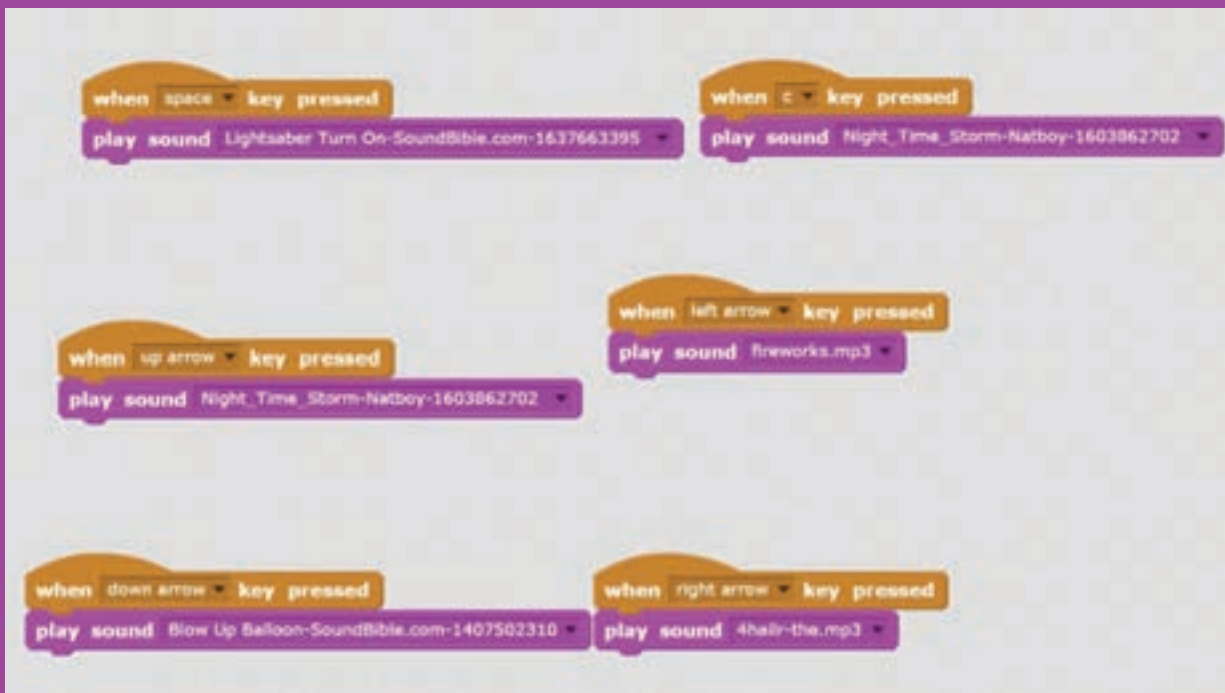 when space key pressed
play sound Lightsaber Turn On-SoundBible.com-1637663395
when c key pressed
play sound Night_Time_Storm-Natboy-1603862702
when up arrow key pressed
play sound Night_Time_Storm-Natboy-1603862702
when left arrow key pressed
play sound fireworks.mp3
when down arrow key pressed
play sound Blow Up Balloon-SoundBible.com-1407502310
when right arrow key pressed
play sound